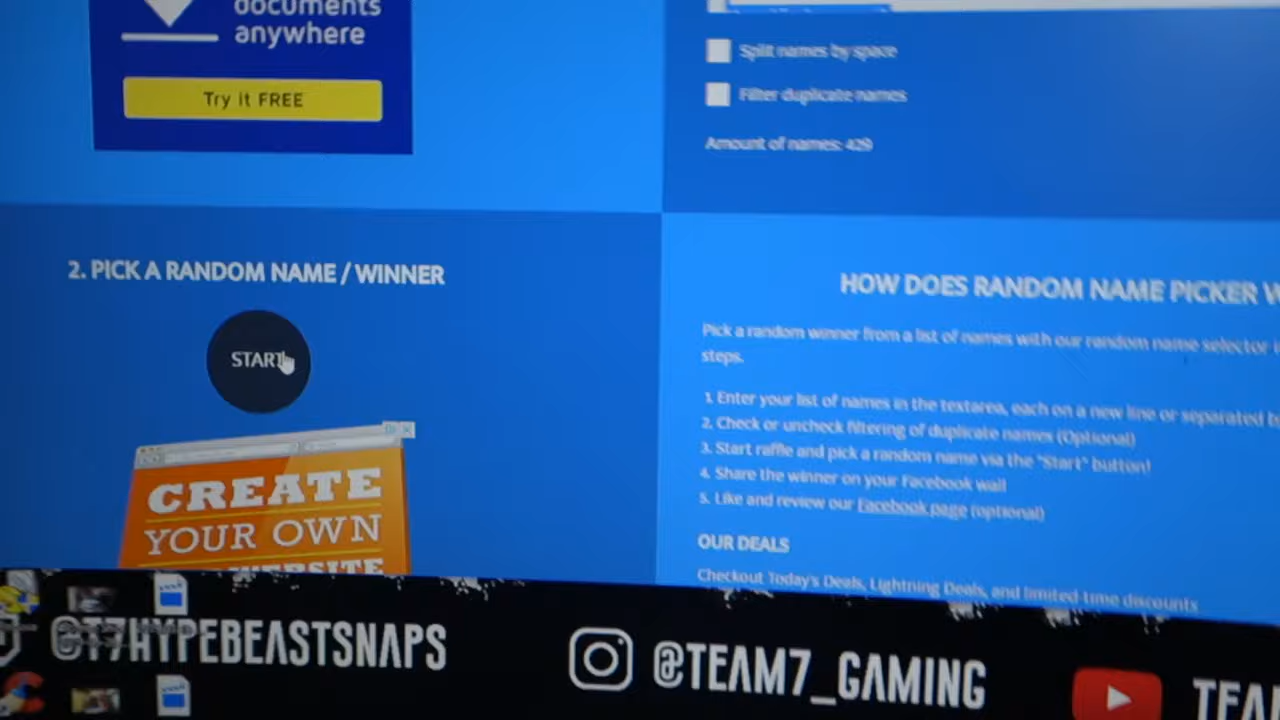 documents
anywhere
Try it FREE
Split names by space
Filter duplicate names
Amount of names: 429
2. PICK A RANDOM NAME / WINNER
START
CREATE
YOUR OWN
WEBSITE
HOW DOES RANDOM NAME PICKER
Pick a random winner from a list of names with our random name selector
steps.
1. Enter your list of names in the textarea, each on a new line or separated
2. Check or uncheck filtering of duplicate names (Optional)
3. Start raffle and pick a random name via the "Start" button!
4. Share the winner on your Facebook wall
5. Like and review our Facebook page (optional)
OUR DEALS
Checkout Today's Deals, Lightning Deals, and limited-time discounts
@T7HYPEBEASTSNAPS
@TEAM7_GAMING
TEA